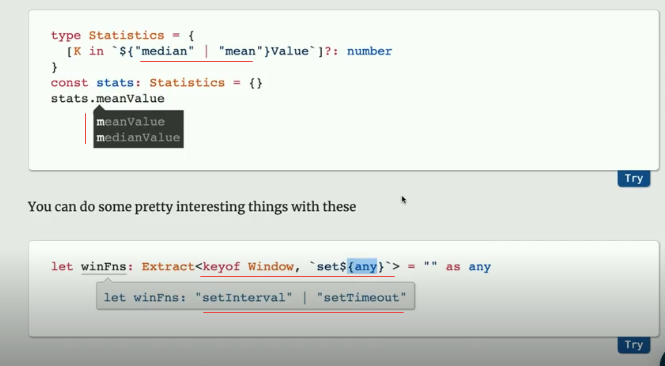 type Statistics = {
[K in `${"median" | "mean"}Value`]?: number
}
const stats: Statistics = {}
stats.meanValue
meanValue
medianValue
Try
You can do some pretty interesting things with these
let winFns: Extract<keyof Window, `set${any}`> = "" as any
let winFns: "setInterval" | "setTimeout"
Try